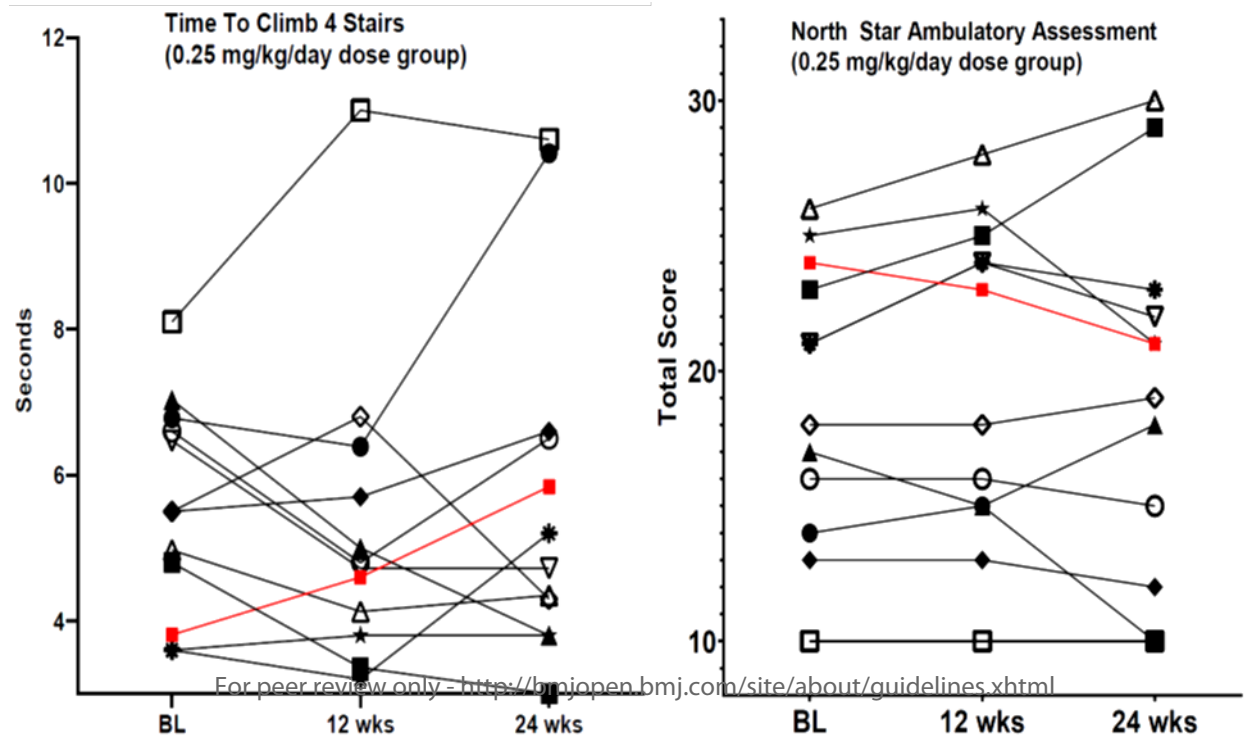 Time To Climb 4 Stairs
(0.25 mg/kg/day dose group)
12
10
8
6
4
Seconds
BL
12 wks
24 wks
North Star Ambulatory Assessment
(0.25 mg/kg/day dose group)
30
20
10
Total Score
BL
12 wks
24 wks
For peer review only - http://bmjopen.bmj.com/site/about/guidelines.xhtml